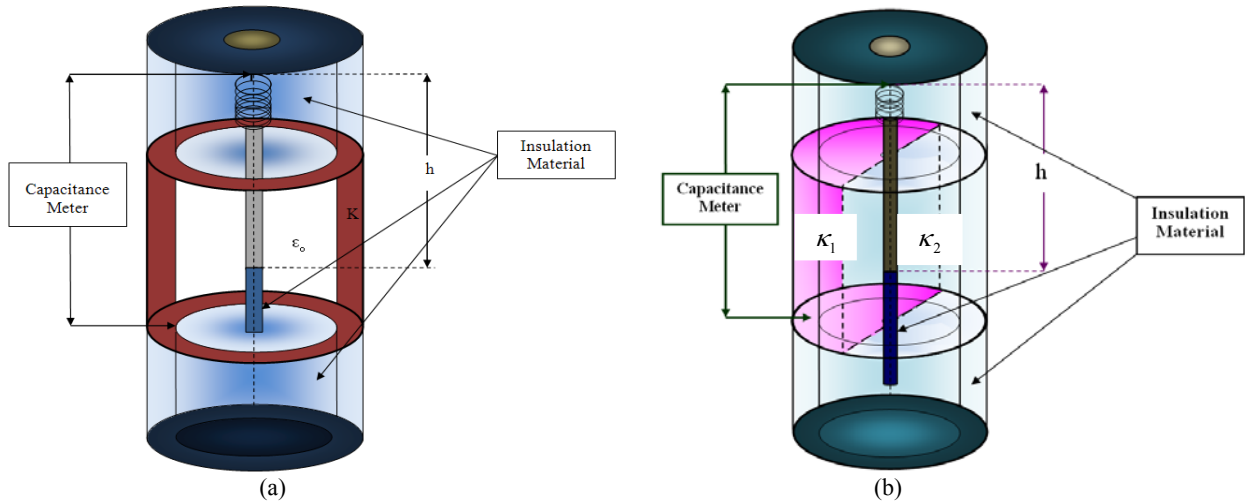 Capacitance
Meter
Insulation
Material
h
K
εₒ
(a)
Capacitance
Meter
Insulation
Material
h
κ₁
κ₂
(b)